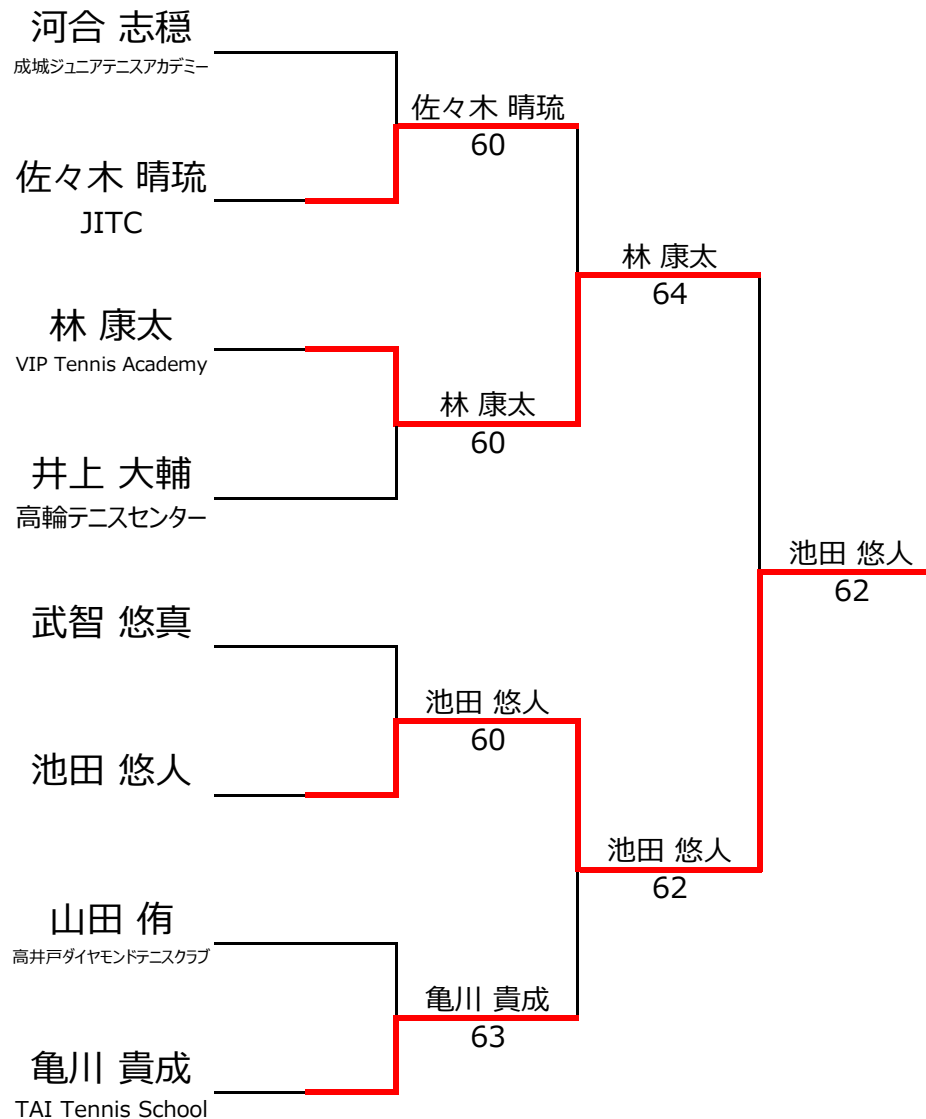 河合 志穏
成城ジュニアテニスアカデミー
佐々木 晴琉
60
佐々木 晴琉
JITC
林 康太
64
林 康太
VIP Tennis Academy
林 康太
60
井上 大輔
高輪テニスセンター
池田 悠人
62
武智 悠真
池田 悠人
60
池田 悠人
池田 悠人
62
山田 侑
高井戸ダイヤモンドテニスクラブ
亀川 貴成
63
亀川 貴成
TAI Tennis School